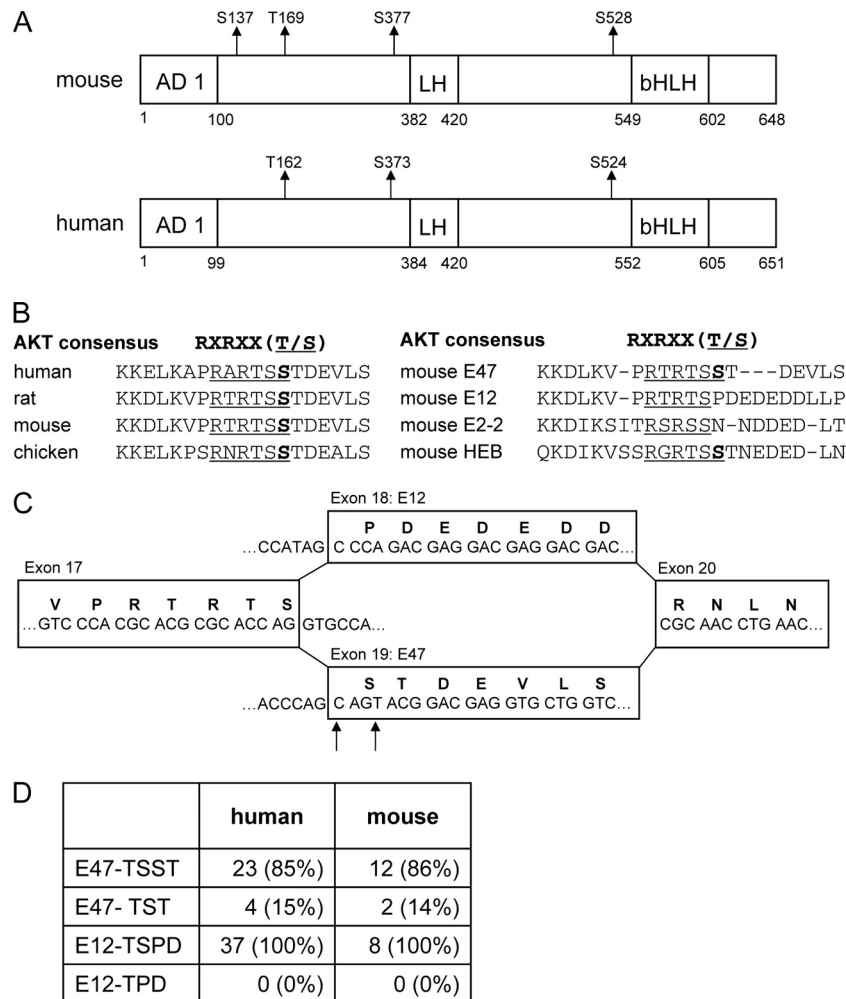 A
S137 T169 S377 S528
mouse AD 1 LH bHLH
1 100 382 420 549 602 648
T162 S373 S524
human AD 1 LH bHLH
1 99 384 420 552 605 651
B
AKT consensus RXRXX(T/S) AKT consensus RXRXX(T/S)
human KKELKAPRARTSSTDEVLS mouse E47 KKDLKV-PRTRTSST---DEVLS
rat KKDLKVPRTRTSSTDEVLS mouse E12 KKDLKV-PRTRTSPDEDEDDLLP
mouse KKDLKVPRTRTSSTDEVLS mouse E2-2 KKDIKSITRSRSSN-NDDED-LT
chicken KKELKPSRNRTSSTDEALS mouse HEB QKDIKVSSRGRTSSTNEDED-LN
C
Exon 18: E12
P D E D E D D
...CCATAG C CCA GACGAG GACGAG GAC GAC...
Exon 17 Exon 20
V P R T R T S R N L N
...GTC CCA CGC ACG CGC ACC AG GTGCCA... CGC AAC CTG AAC...
Exon 19: E47
S T D E V L S
...ACCCAG C AGT ACG GAC GAG GTG CTG GTC...
D
human mouse
E47-TSST 23 (85%) 12 (86%)
E47- TST 4 (15%) 2 (14%)
E12-TSPD 37 (100%) 8 (100%)
E12-TPD 0 (0%) 0 (0%)